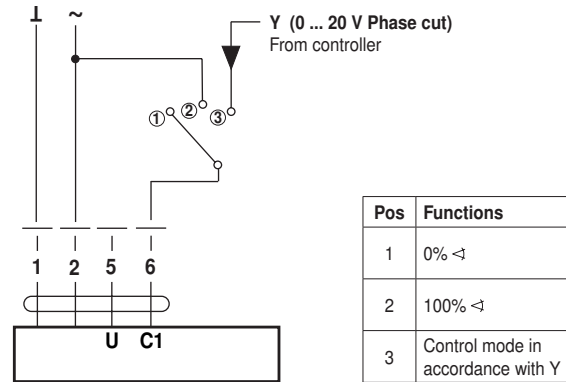 ⊥ ~
Y (0 ... 20 V Phase cut)
From controller
① ② ③
1 2 5 6
U C1
Pos Functions
1 0% ∢
2 100% ∢
3 Control mode in
accordance with Y